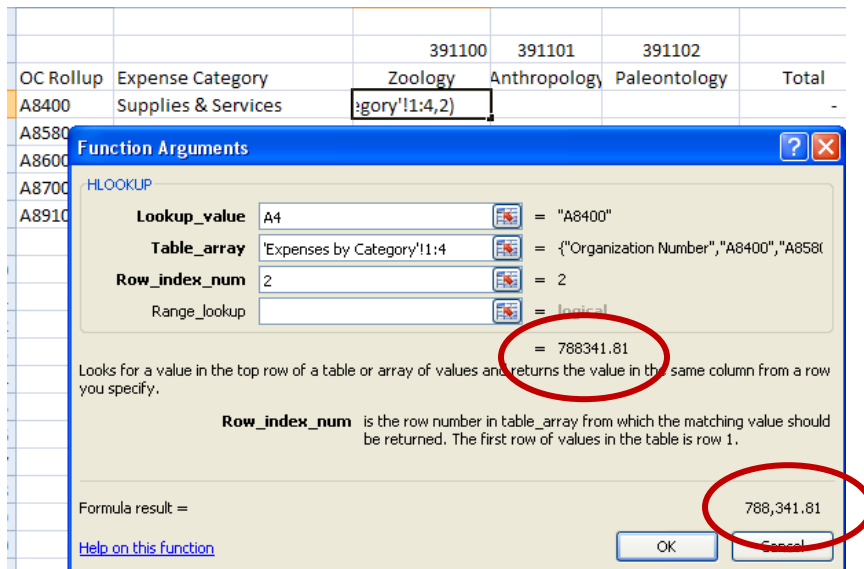 391100 391101 391102
OC Rollup Expense Category Zoology Anthropology Paleontology Total
A8400 Supplies & Services egory'!1:4,2) -
A8580
A8600
A8700
A8910
Function Arguments
HLOOKUP
Lookup_value A4 = "A8400"
Table_array 'Expenses by Category'!1:4 = {"Organization Number","A8400","A858(
Row_index_num 2 = 2
Range_lookup = logical
= 788341.81
Looks for a value in the top row of a table or array of values and returns the value in the same column from a row
you specify.
Row_index_num is the row number in table_array from which the matching value should
be returned. The first row of values in the table is row 1.
Formula result = 788,341.81
Help on this function OK Cancel